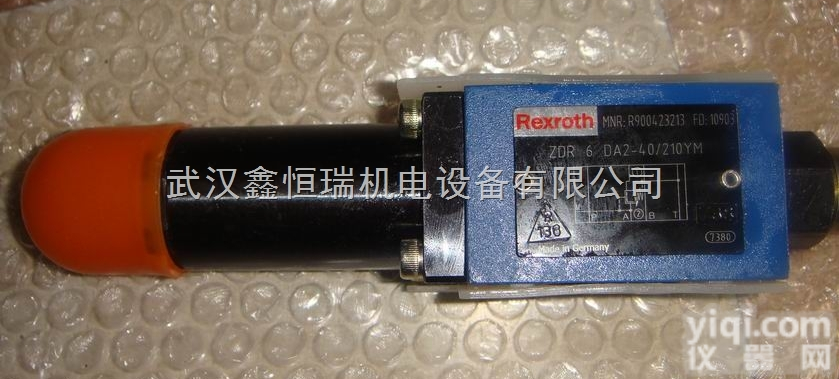 Rexroth MNR: R900423213 FD: 10903
ZDR 6 DA2-40/210YM
武汉鑫恒瑞机电设备有限公司
P A B T
Made in Germany
7380
yiqi.com
仪器网